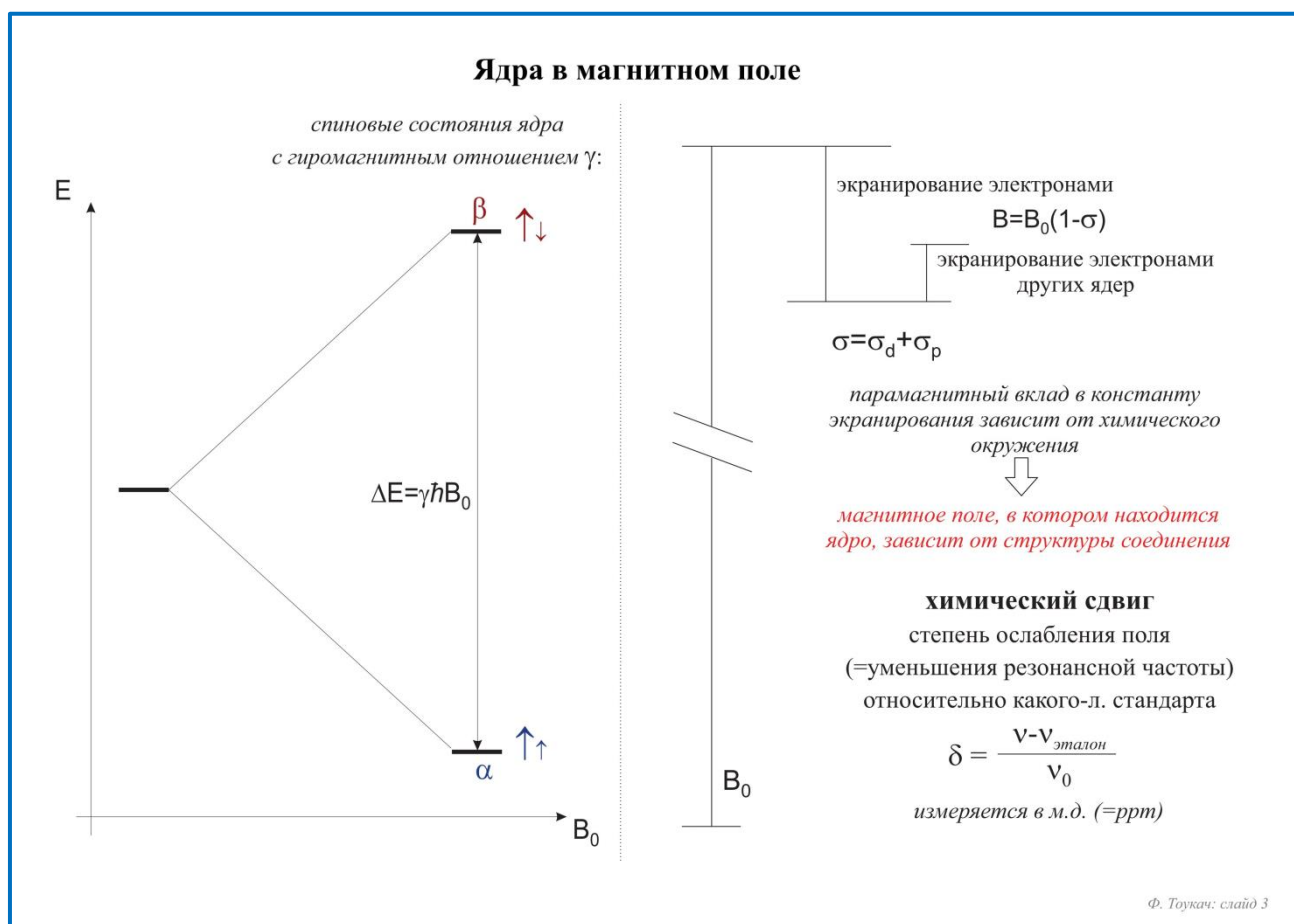 Ядра в магнитном поле
спиновые состояния ядра
с гиромагнитным отношением γ:
E
β
ΔE=γħB₀
α
B₀
экранирование электронами
B=B₀(1-σ)
экранирование электронами
других ядер
σ=σd+σp
парамагнитный вклад в константу
экранирования зависит от химического
окружения
магнитное поле, в котором находится
ядро, зависит от структуры соединения
химический сдвиг
степень ослабления поля
(=уменьшения резонансной частоты)
относительно какого-л. стандарта
δ = (ν-νэталон)/ν₀
B₀
измеряется в м.д. (=ppm)
Ф. Тоукач: слайд 3